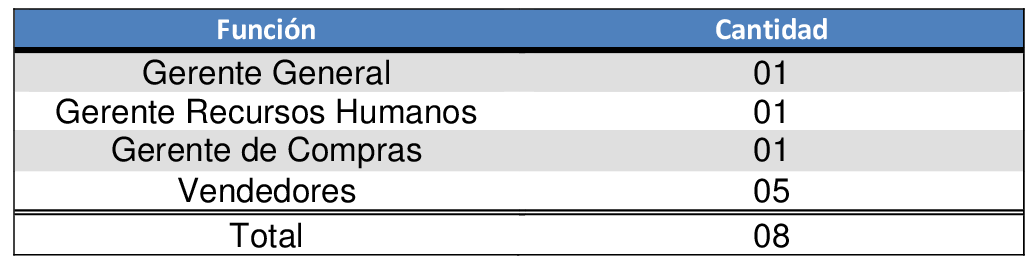 Función Cantidad
Gerente General 01
Gerente Recursos Humanos 01
Gerente de Compras 01
Vendedores 05
Total 08